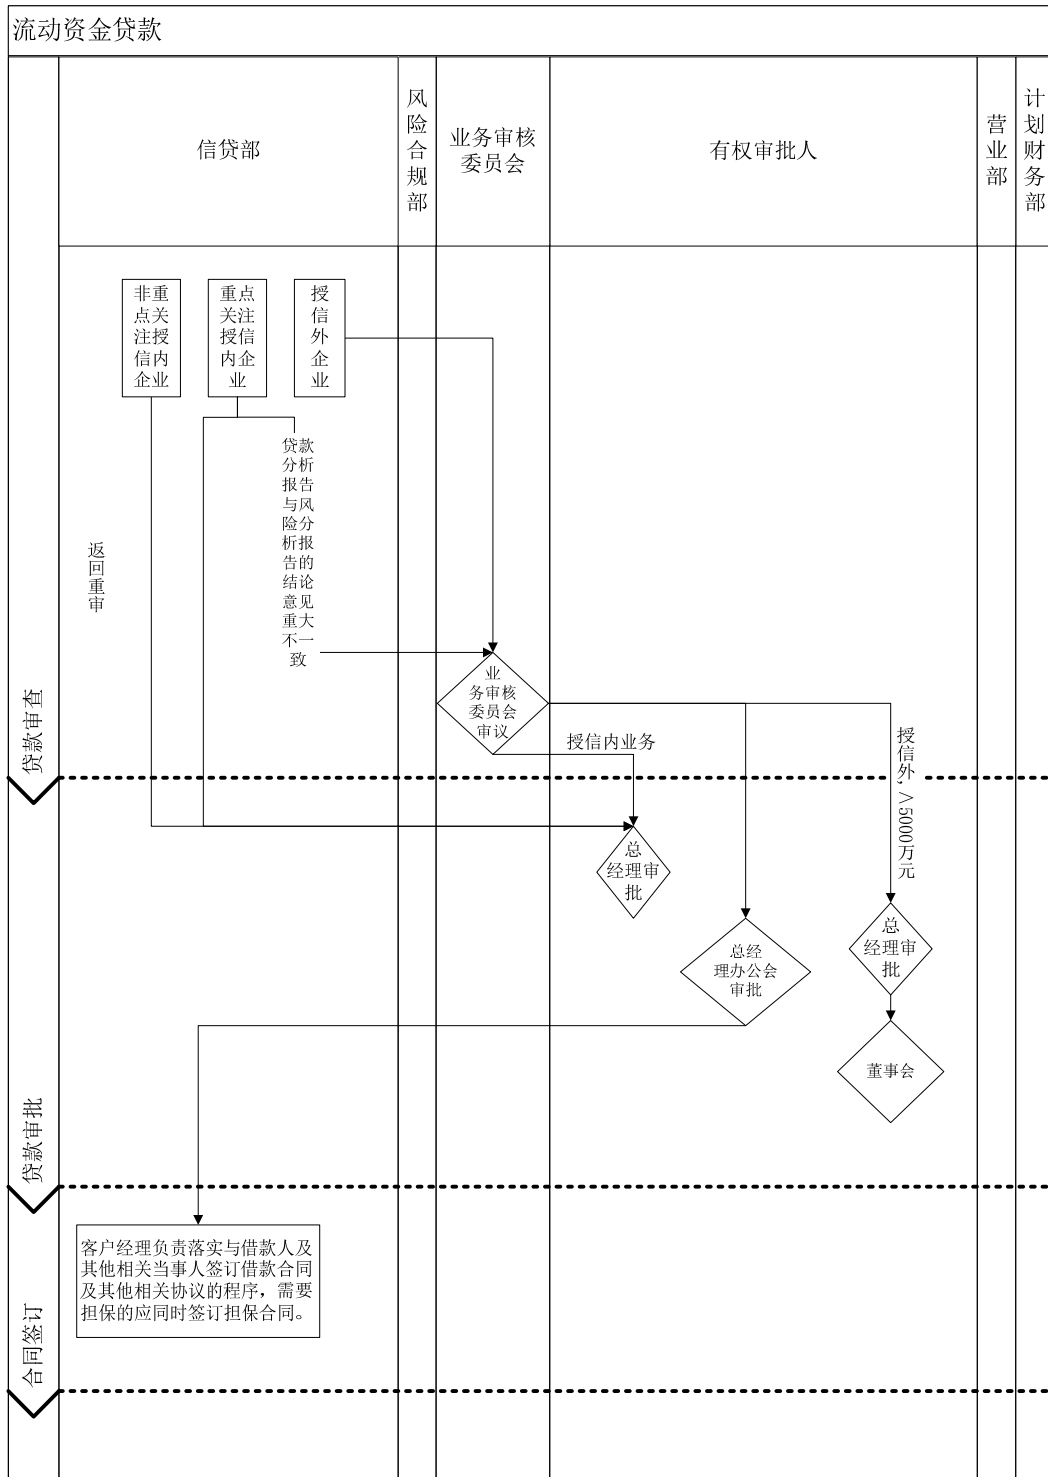 流动资金贷款
信贷部
风
险
合
规
部
业务审核
委员会
有权审批人
营
业
部
计
划
财
务
部
非重
点关
注授
信内
企业
重点
关注
授信
内企
业
授
信
外
企
业
贷款
分析
报告
与风
险分
析报
告的
结论
意见
重大
不一
致
返
回
重
审
贷款审查
业
务审核
委员会
审议
授信内业务
授信外，>5000万元
总
经理审
批
总经
理办公会
审批
总
经理审
批
董事会
贷款审批
客户经理负责落实与借款人及
其他相关当事人签订借款合同
及其他相关协议的程序，需要
担保的应同时签订担保合同。
合同签订